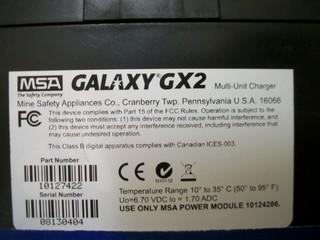 MSA GALAXY GX2 Multi-Unit Charger
The Safety Company
Mine Safety Appliances Co., Cranberry Twp. Pennsylvania U.S.A. 16066
FC This device complies with Part 15 of the FCC Rules. Operation is subject to the
following two conditions: (1) this device may not cause harmful interference, and
(2) this device must accept any interference received, including interference that
may cause undesired operation.
This Class B digital apparatus complies with Canadian ICES-003.
Part Number
10127422
Serial Number
08130404
Temperature Range 10° to 35° C (50° to 95° F)
Uo=6.70 VDC Io = 1.70 ADC
USE ONLY MSA POWER MODULE 10124286.